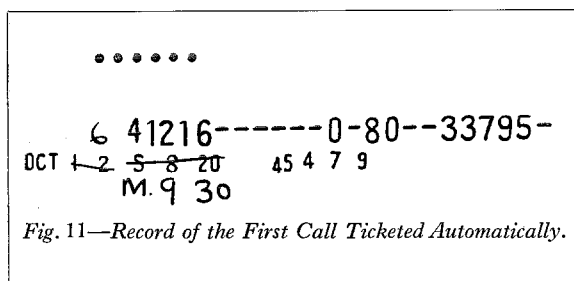 6 41216------0-80--33795-
OCT 1 2 S 8 20 45 4 7 9
M. 9 30
Fig. 11—Record of the First Call Ticketed Automatically.